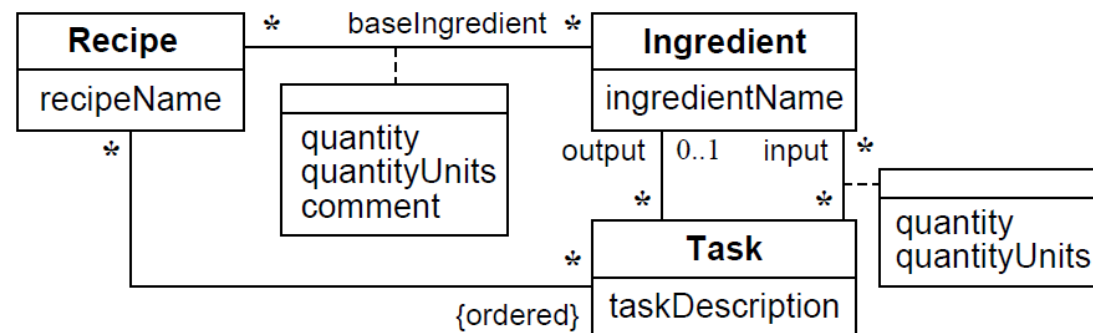 * baseIngredient *
Recipe
Ingredient
recipeName
ingredientName
*
quantity
quantityUnits
comment
output 0..1 input *
* *
quantity
quantityUnits
Task
*
taskDescription
{ordered}